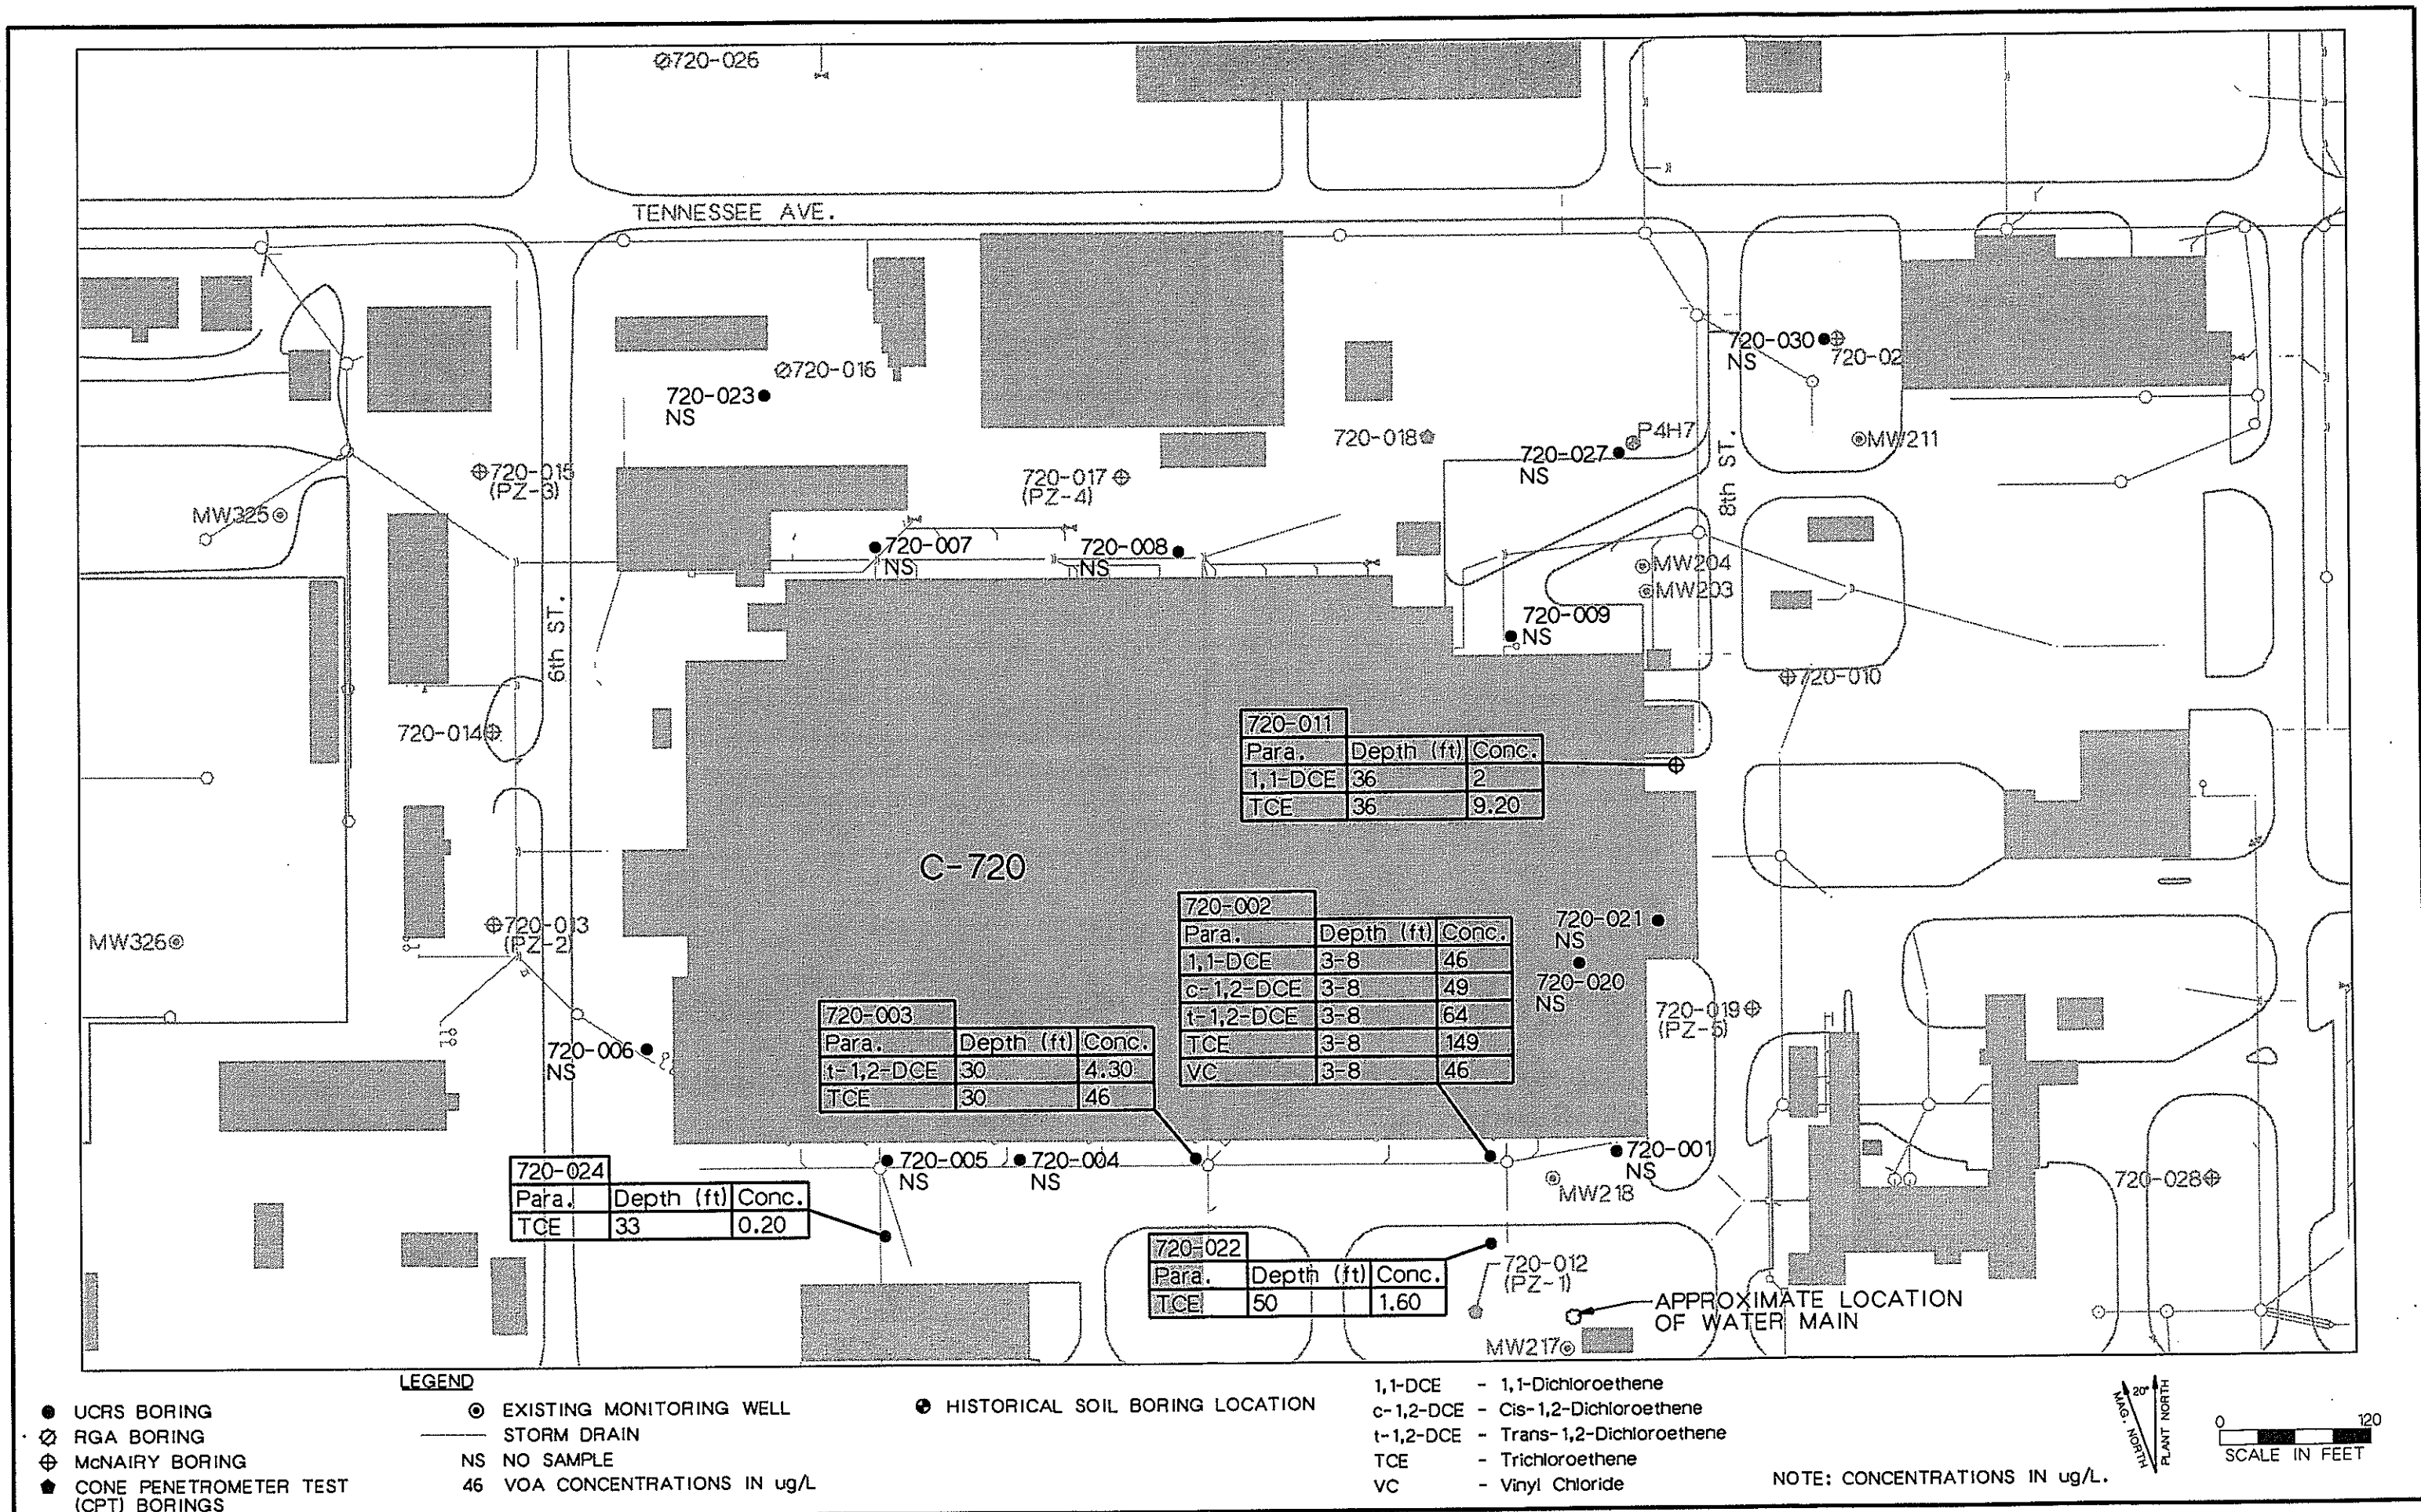 ⊘720-026
TENNESSEE AVE.
⊘720-016
720-023
NS
720-030
NS
720-02
720-018
P4H7
MW211
720-027
NS
8th ST.
720-015
(PZ-3)
720-017
(PZ-4)
MW325
720-007
NS
720-008
NS
MW204
MW203
720-009
NS
6th ST.
720-010
720-014
720-011
Para. Depth (ft) Conc.
1,1-DCE 36 2
TCE 36 9.20
C-720
720-002
Para. Depth (ft) Conc.
1,1-DCE 3-8 46
c-1,2-DCE 3-8 49
t-1,2-DCE 3-8 64
TCE 3-8 149
VC 3-8 46
720-021
NS
720-020
NS
720-013
(PZ-2)
MW326
720-019
(PZ-5)
720-003
Para. Depth (ft) Conc.
t-1,2-DCE 30 4.30
TCE 30 46
720-006
NS
720-005
NS
720-004
NS
720-001
NS
MW218
720-028
720-024
Para. Depth (ft) Conc.
TCE 33 0.20
720-022
Para. Depth (ft) Conc.
TCE 50 1.60
720-012
(PZ-1)
APPROXIMATE LOCATION
OF WATER MAIN
MW217
LEGEND
UCRS BORING
RGA BORING
McNAIRY BORING
CONE PENETROMETER TEST
(CPT) BORINGS
EXISTING MONITORING WELL
STORM DRAIN
NS NO SAMPLE
46 VOA CONCENTRATIONS IN ug/L
HISTORICAL SOIL BORING LOCATION
1,1-DCE - 1,1-Dichloroethene
c-1,2-DCE - Cis-1,2-Dichloroethene
t-1,2-DCE - Trans-1,2-Dichloroethene
TCE - Trichloroethene
VC - Vinyl Chloride
NOTE: CONCENTRATIONS IN ug/L.
MAG. NORTH
20°
PLANT NORTH
0 120
SCALE IN FEET